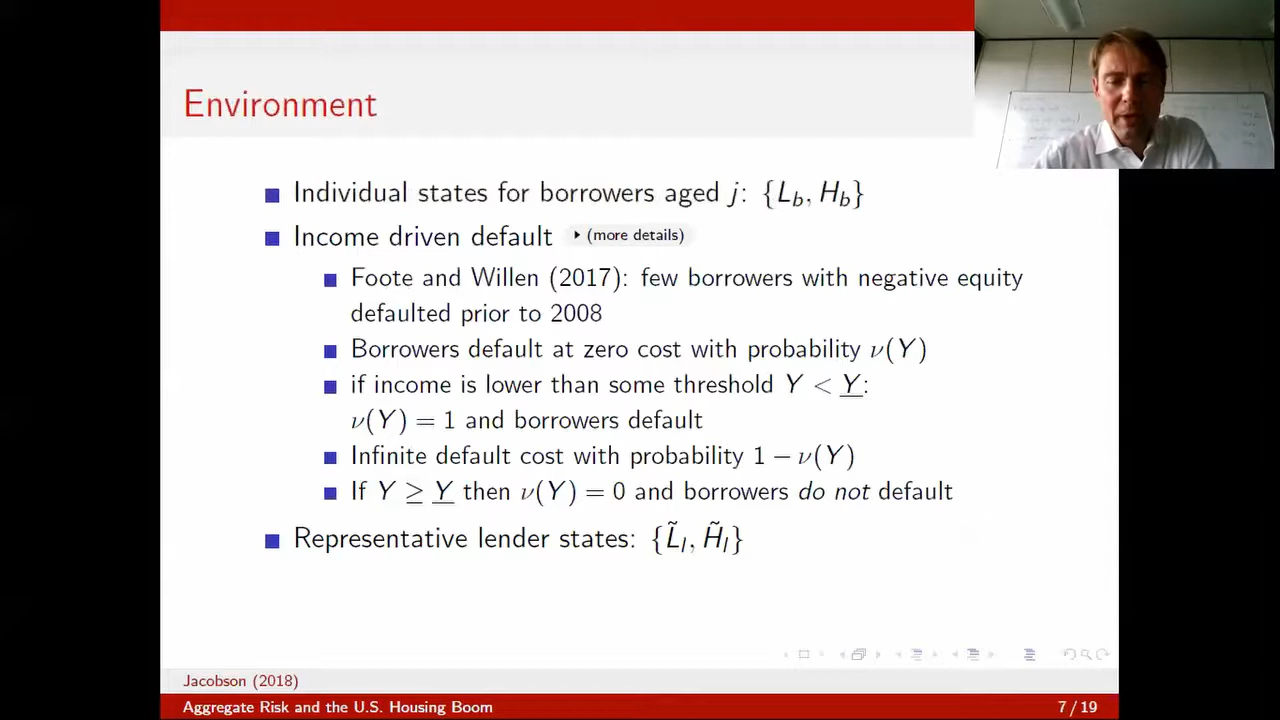 Environment
Individual states for borrowers aged j: {L_b, H_b}
Income driven default (more details)
Foote and Willen (2017): few borrowers with negative equity
defaulted prior to 2008
Borrowers default at zero cost with probability ν(Y)
if income is lower than some threshold Y < Y̲:
ν(Y) = 1 and borrowers default
Infinite default cost with probability 1 − ν(Y)
If Y ≥ Y̲ then ν(Y) = 0 and borrowers do not default
Representative lender states: {L̃_l, H̃_l}
Jacobson (2018)
Aggregate Risk and the U.S. Housing Boom 7 / 19